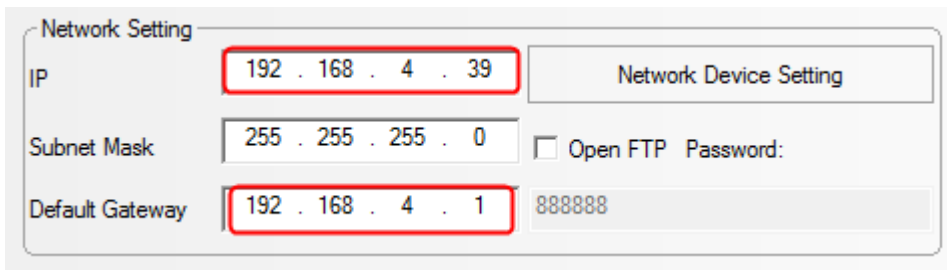 Network Setting
IP 192 . 168 . 4 . 39 Network Device Setting
Subnet Mask 255 . 255 . 255 . 0 Open FTP Password:
Default Gateway 192 . 168 . 4 . 1 888888